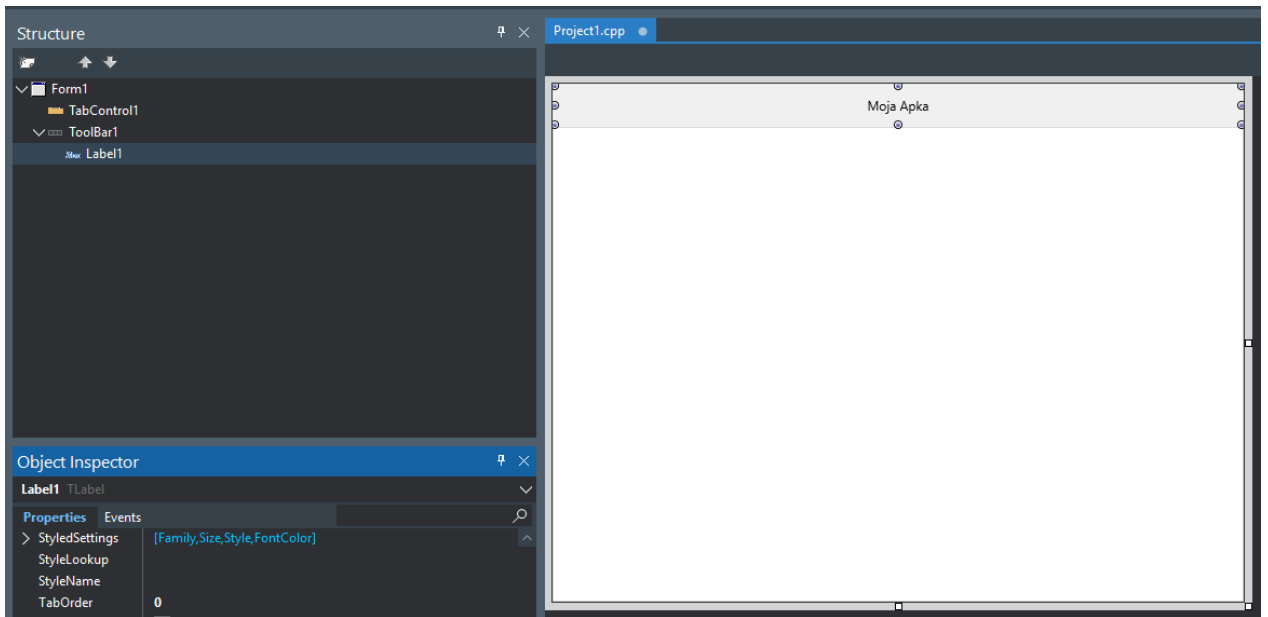 Structure
Form1
TabControl1
ToolBar1
Label1
Object Inspector
Label1 TLabel
Properties Events
StyledSettings [Family,Size,Style,FontColor]
StyleLookup
StyleName
TabOrder 0
Project1.cpp
Moja Apka